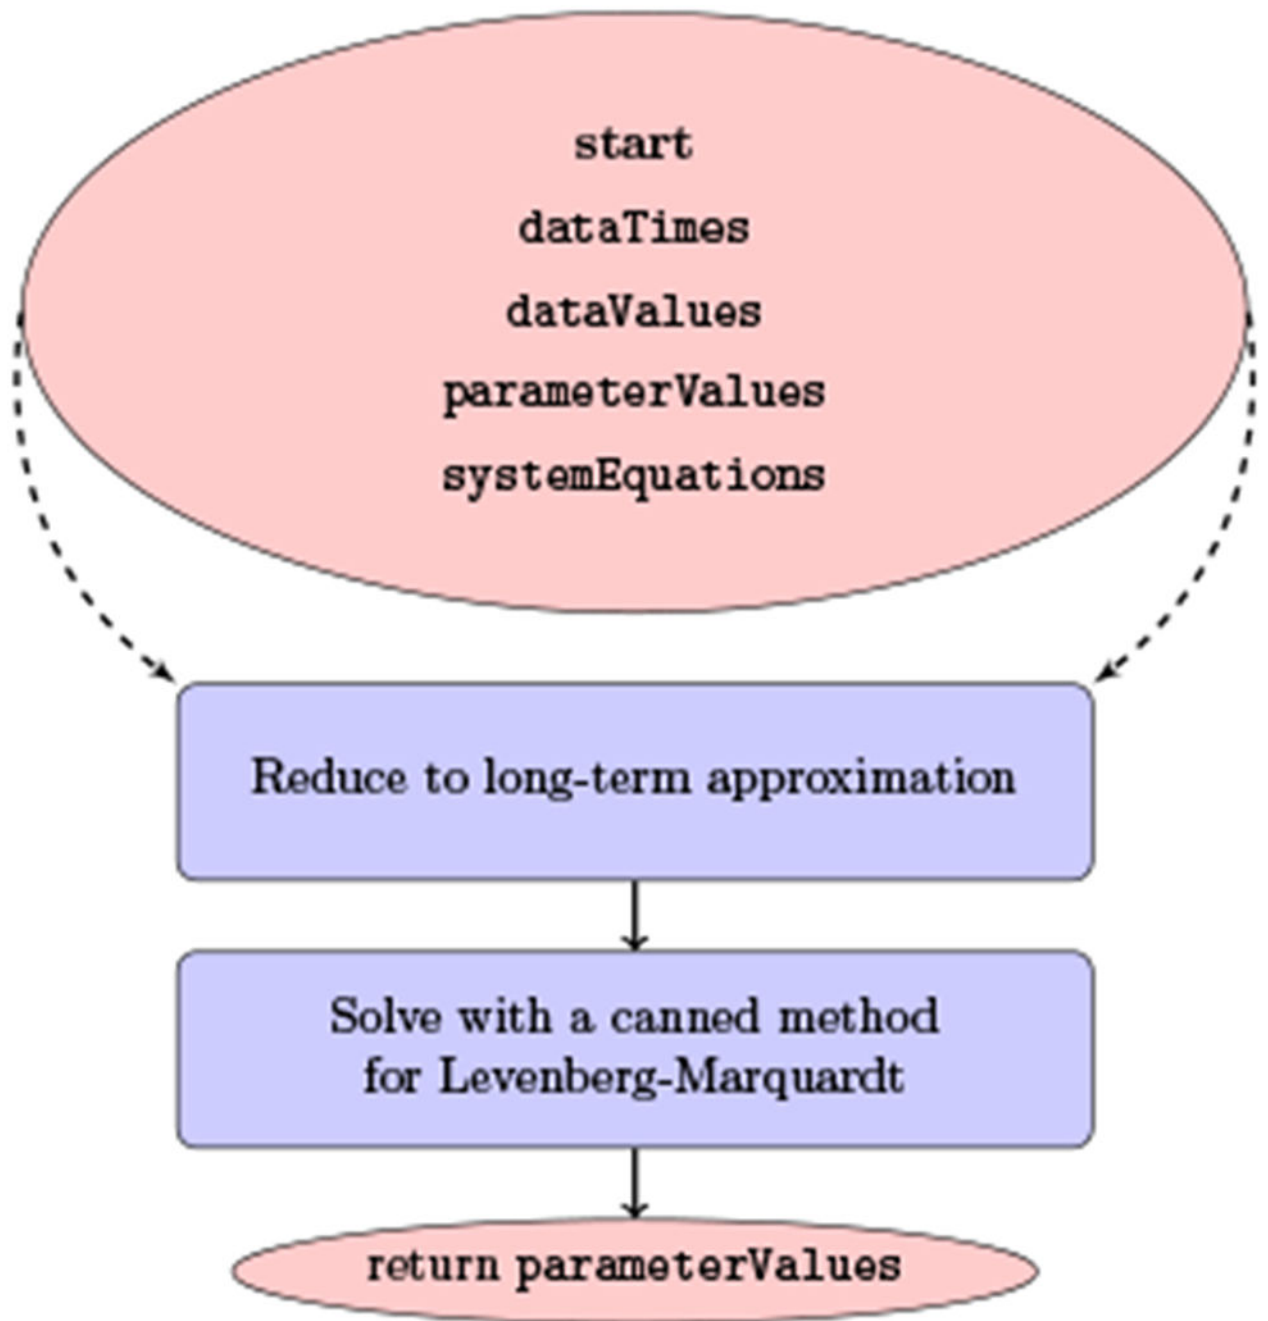 start
dataTimes
dataValues
parameterValues
systemEquations
Reduce to long-term approximation
Solve with a canned method
for Levenberg-Marquardt
return parameterValues